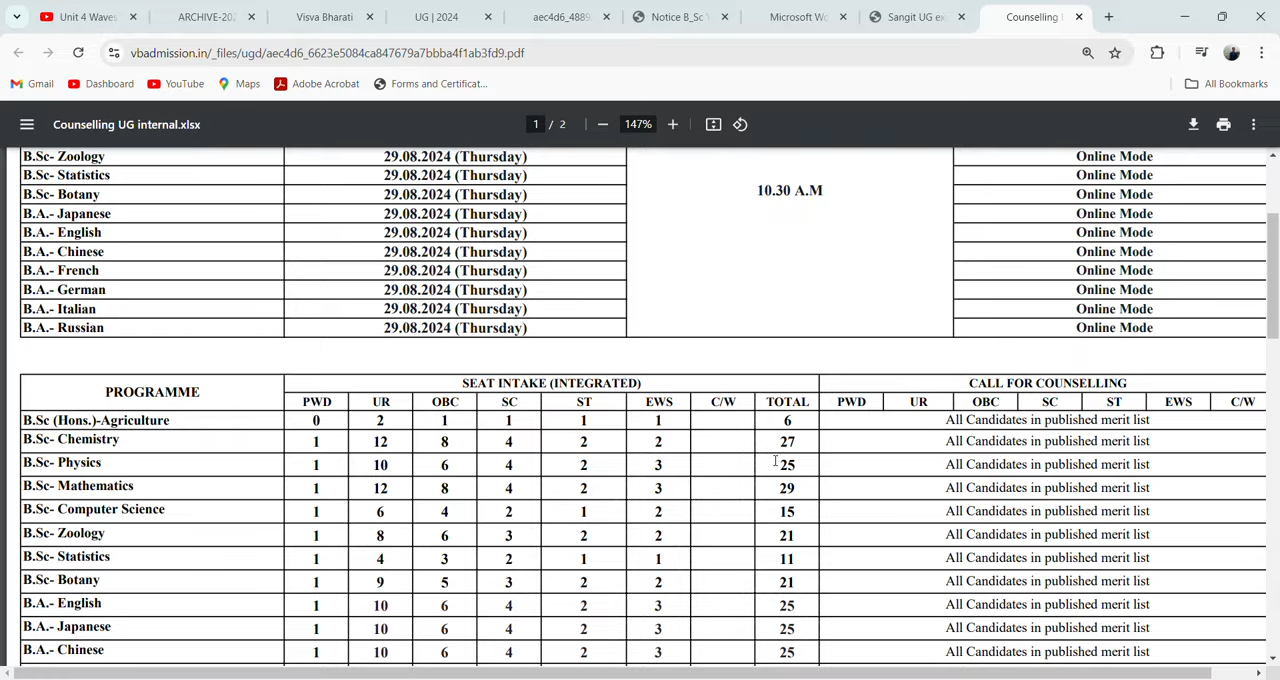 Unit 4 Waves
ARCHIVE-202
Visva Bharati
UG | 2024
aec4d6_4889
Notice B_Sc
Microsoft Wo
Sangit UG ex
Counselling
vbadmission.in/_files/ugd/aec4d6_6623e5084ca847679a7bbba4f1ab3fd9.pdf
Gmail Dashboard YouTube Maps Adobe Acrobat Forms and Certificat... All Bookmarks
Counselling UG internal.xlsx 1 / 2 147%
B.Sc- Zoology 29.08.2024 (Thursday) Online Mode
B.Sc- Statistics 29.08.2024 (Thursday) Online Mode
10.30 A.M
B.Sc- Botany 29.08.2024 (Thursday) Online Mode
B.A.- Japanese 29.08.2024 (Thursday) Online Mode
B.A.- English 29.08.2024 (Thursday) Online Mode
B.A.- Chinese 29.08.2024 (Thursday) Online Mode
B.A.- French 29.08.2024 (Thursday) Online Mode
B.A.- German 29.08.2024 (Thursday) Online Mode
B.A.- Italian 29.08.2024 (Thursday) Online Mode
B.A.- Russian 29.08.2024 (Thursday) Online Mode
PROGRAMME SEAT INTAKE (INTEGRATED) CALL FOR COUNSELLING
PWD UR OBC SC ST EWS C/W TOTAL PWD UR OBC SC ST EWS C/W
B.Sc (Hons.)-Agriculture 0 2 1 1 1 1 6 All Candidates in published merit list
B.Sc- Chemistry 1 12 8 4 2 2 27 All Candidates in published merit list
B.Sc- Physics 1 10 6 4 2 3 25 All Candidates in published merit list
B.Sc- Mathematics 1 12 8 4 2 3 29 All Candidates in published merit list
B.Sc- Computer Science 1 6 4 2 1 2 15 All Candidates in published merit list
B.Sc- Zoology 1 8 6 3 2 2 21 All Candidates in published merit list
B.Sc- Statistics 1 4 3 2 1 1 11 All Candidates in published merit list
B.Sc- Botany 1 9 5 3 2 2 21 All Candidates in published merit list
B.A.- English 1 10 6 4 2 3 25 All Candidates in published merit list
B.A.- Japanese 1 10 6 4 2 3 25 All Candidates in published merit list
B.A.- Chinese 1 10 6 4 2 3 25 All Candidates in published merit list